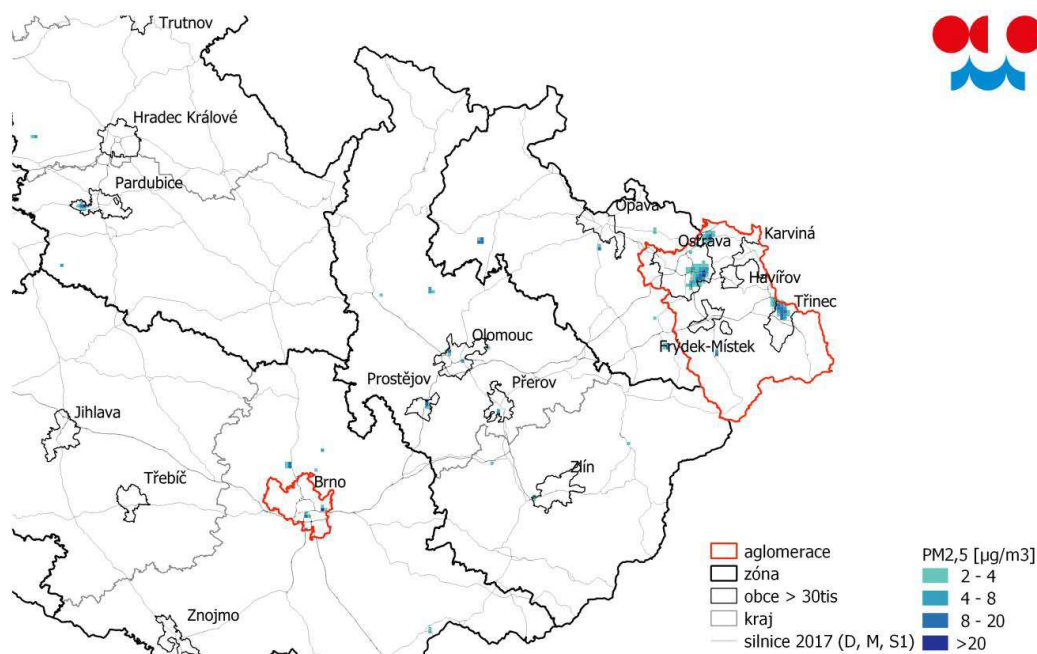 Trutnov
Hradec Králové
Pardubice
Opava
Karviná
Ostrava
Havířov
Třinec
Olomouc
Frýdek-Místek
Prostějov
Přerov
Jihlava
Třebíč
Brno
Zlín
Znojmo
aglomerace
zóna
obce > 30tis
kraj
silnice 2017 (D, M, S1)
PM2,5 [µg/m3]
2 - 4
4 - 8
8 - 20
>20